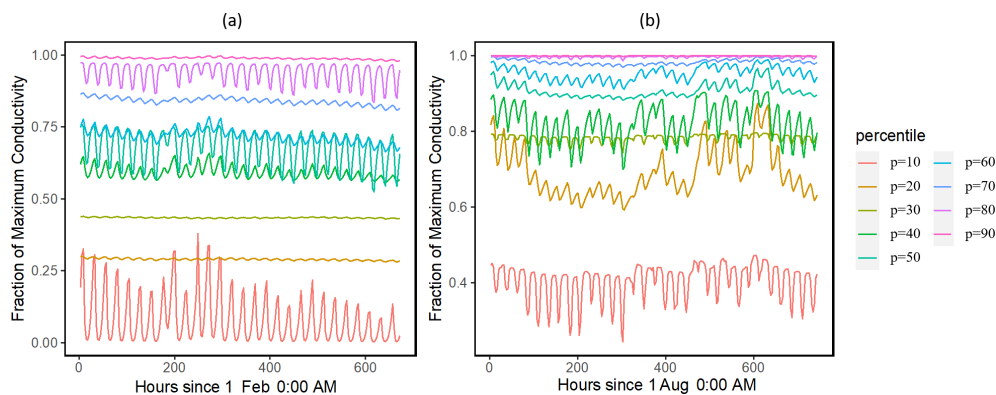 (a)
(b)
Fraction of Maximum Conductivity
1.00
0.75
0.50
0.25
0.00
0 200 400 600
Hours since 1 Feb 0:00 AM
Fraction of Maximum Conductivity
1.0
0.8
0.6
0.4
0 200 400 600
Hours since 1 Aug 0:00 AM
percentile
p=10 p=60
p=20 p=70
p=30 p=80
p=40 p=90
p=50